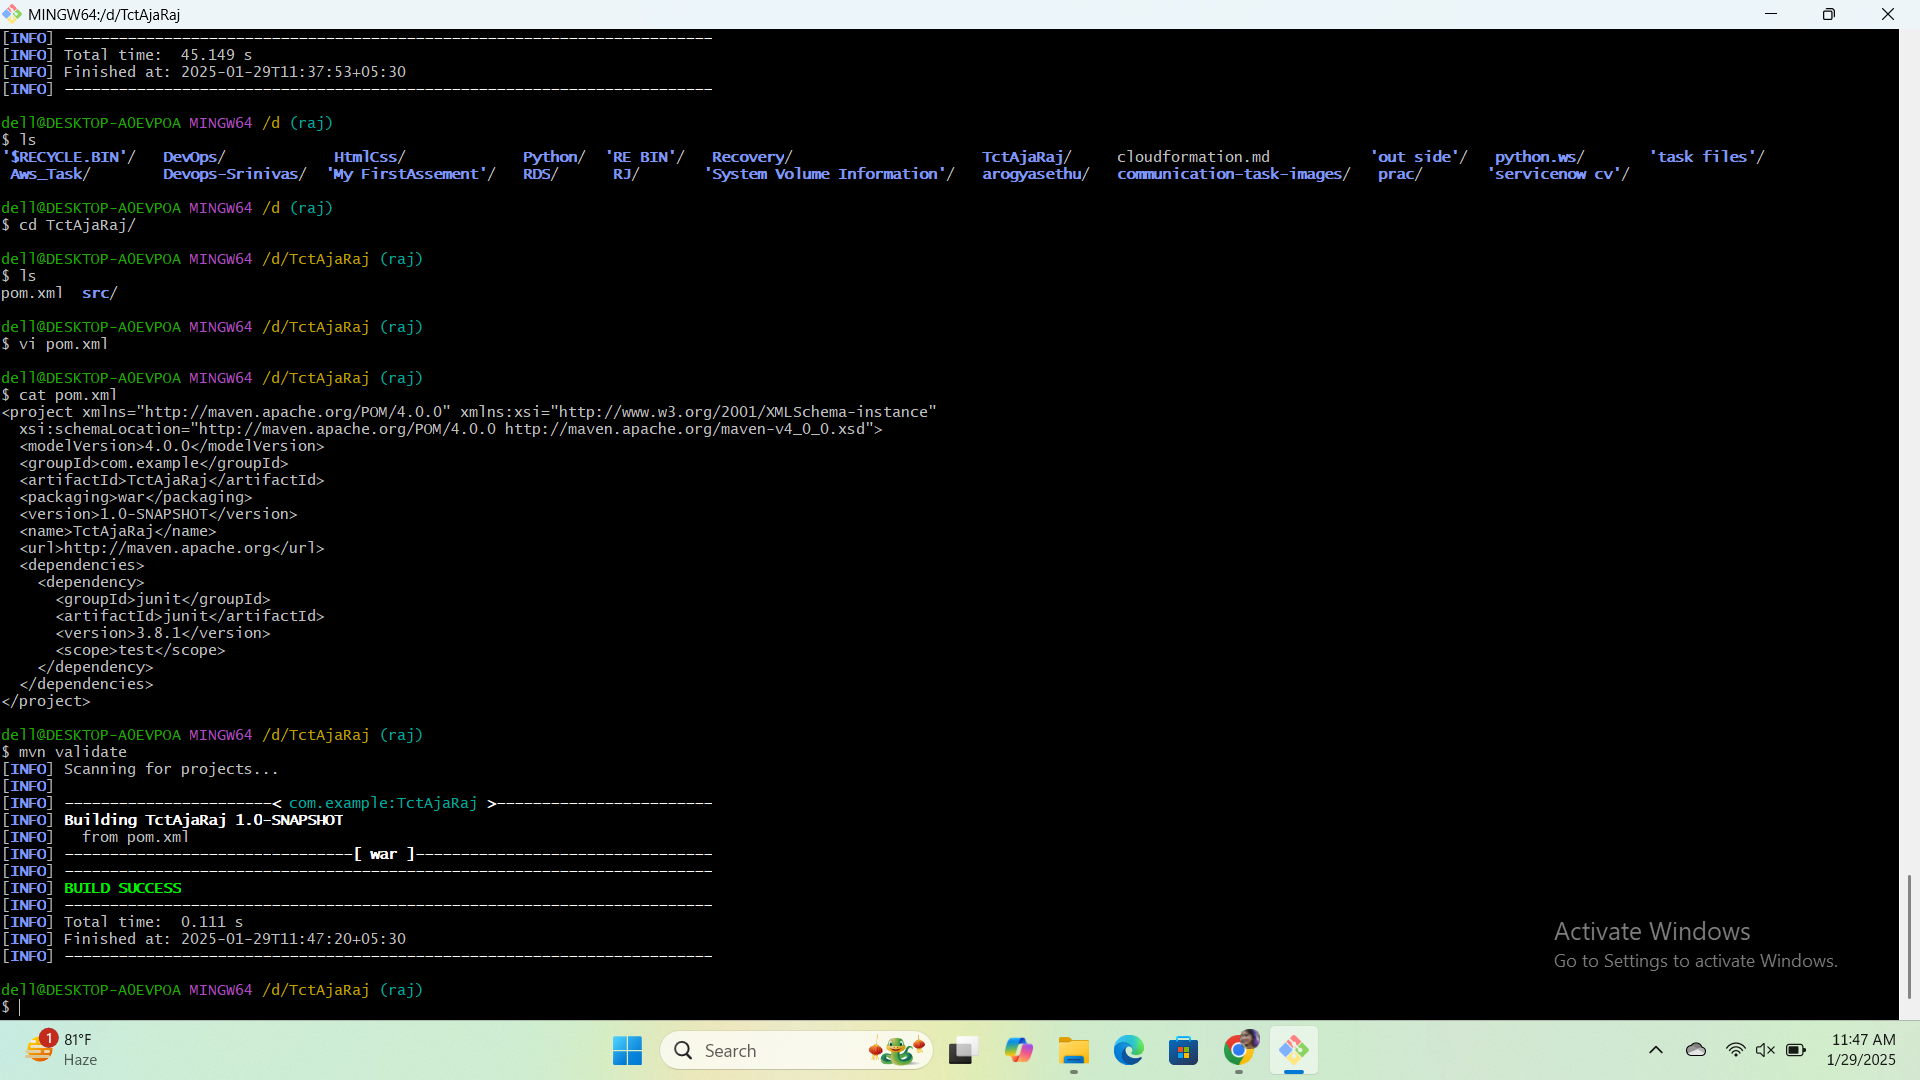 MINGW64:/d/TctAjaRaj
[INFO] ------------------------------------------------------------------------
[INFO] Total time:  45.149 s
[INFO] Finished at: 2025-01-29T11:37:53+05:30
[INFO] ------------------------------------------------------------------------
dell@DESKTOP-AOEVPOA MINGW64 /d (raj)
$ ls
'$RECYCLE.BIN'/ DevOps/ HtmlCss/ Python/ 'RE BIN'/ Recovery/ TctAjaRaj/ cloudformation.md 'out side'/ python.ws/ 'task files'/
Aws_Task/ Devops-Srinivas/ 'My FirstAssement'/ RDS/ RJ/ 'System Volume Information'/ arogyasethu/ communication-task-images/ prac/ 'servicenow cv'/
dell@DESKTOP-AOEVPOA MINGW64 /d (raj)
$ cd TctAjaRaj/
dell@DESKTOP-AOEVPOA MINGW64 /d/TctAjaRaj (raj)
$ ls
pom.xml  src/
dell@DESKTOP-AOEVPOA MINGW64 /d/TctAjaRaj (raj)
$ vi pom.xml
dell@DESKTOP-AOEVPOA MINGW64 /d/TctAjaRaj (raj)
$ cat pom.xml
<project xmlns="http://maven.apache.org/POM/4.0.0" xmlns:xsi="http://www.w3.org/2001/XMLSchema-instance"
  xsi:schemaLocation="http://maven.apache.org/POM/4.0.0 http://maven.apache.org/maven-v4_0_0.xsd">
  <modelVersion>4.0.0</modelVersion>
  <groupId>com.example</groupId>
  <artifactId>TctAjaRaj</artifactId>
  <packaging>war</packaging>
  <version>1.0-SNAPSHOT</version>
  <name>TctAjaRaj</name>
  <url>http://maven.apache.org</url>
  <dependencies>
    <dependency>
      <groupId>junit</groupId>
      <artifactId>junit</artifactId>
      <version>3.8.1</version>
      <scope>test</scope>
    </dependency>
  </dependencies>
</project>
dell@DESKTOP-AOEVPOA MINGW64 /d/TctAjaRaj (raj)
$ mvn validate
[INFO] Scanning for projects...
[INFO]
[INFO] -----------------------< com.example:TctAjaRaj >------------------------
[INFO] Building TctAjaRaj 1.0-SNAPSHOT
[INFO]   from pom.xml
[INFO] --------------------------------[ war ]---------------------------------
[INFO] ------------------------------------------------------------------------
[INFO] BUILD SUCCESS
[INFO] ------------------------------------------------------------------------
[INFO] Total time:  0.111 s
[INFO] Finished at: 2025-01-29T11:47:20+05:30
[INFO] ------------------------------------------------------------------------
dell@DESKTOP-AOEVPOA MINGW64 /d/TctAjaRaj (raj)
$
Activate Windows
Go to Settings to activate Windows.
1
81°F
Haze
Search
11:47 AM
1/29/2025